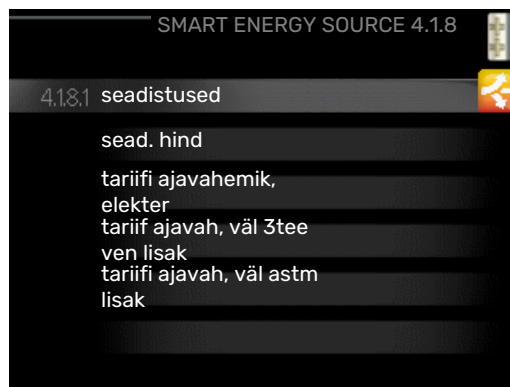 SMART ENERGY SOURCE 4.1.8
4.1.8.1 seadistused
sead. hind
tariifi ajavahemik,
elekter
tariif ajavah, väl 3tee
ven lisak
tariifi ajavah, väl astm
lisak